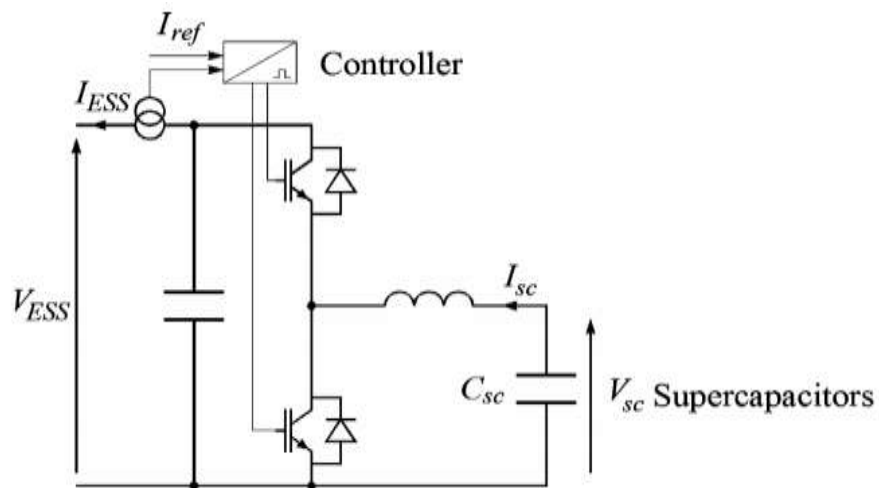 I_ref
Controller
I_ESS
V_ESS
I_sc
C_sc
V_sc Supercapacitors